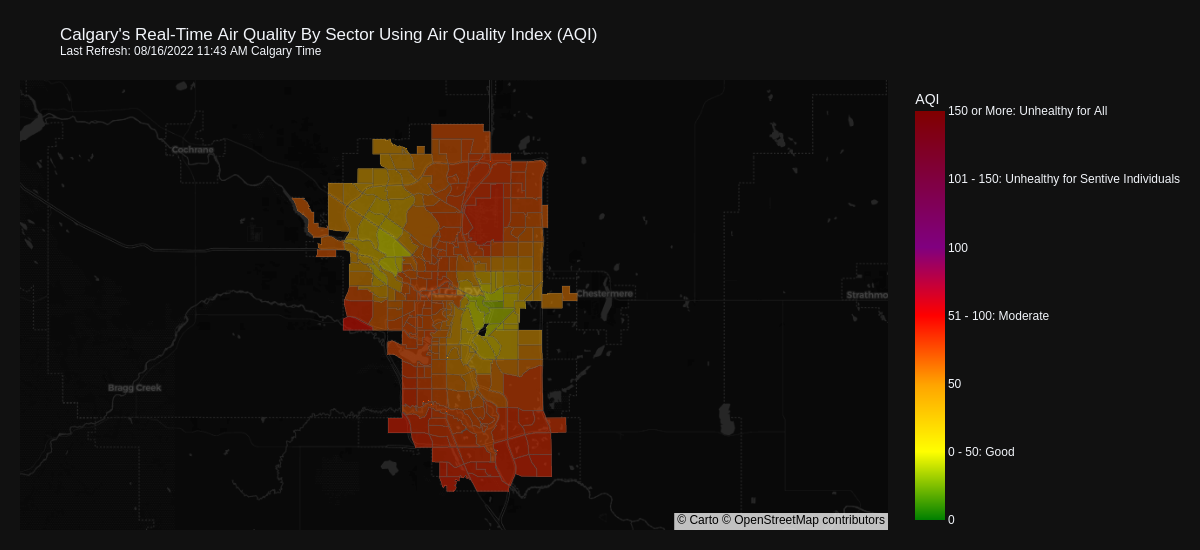 Calgary's Real-Time Air Quality By Sector Using Air Quality Index (AQI)
Last Refresh: 08/16/2022 11:43 AM Calgary Time
AQI
150 or More: Unhealthy for All
Cochrane
101 - 150: Unhealthy for Sentive Individuals
100
CALGARY
Chestermere
Strathmo
51 - 100: Moderate
Bragg Creek
50
0 - 50: Good
0
© Carto © OpenStreetMap contributors